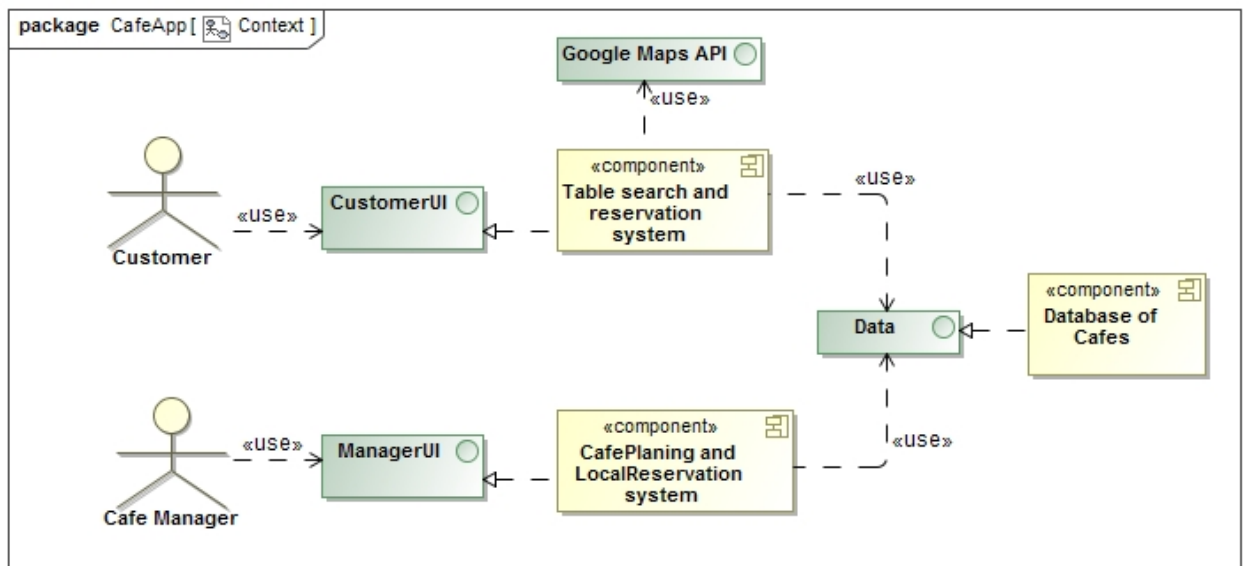 package CafeApp [ Context ]
Google Maps API
«use»
«component»
Table search and
reservation
system
«use»
CustomerUI
«use»
Customer
«component»
Database of
Cafes
Data
«component»
CafePlaning and
LocalReservation
system
«use»
ManagerUI
«use»
Cafe Manager